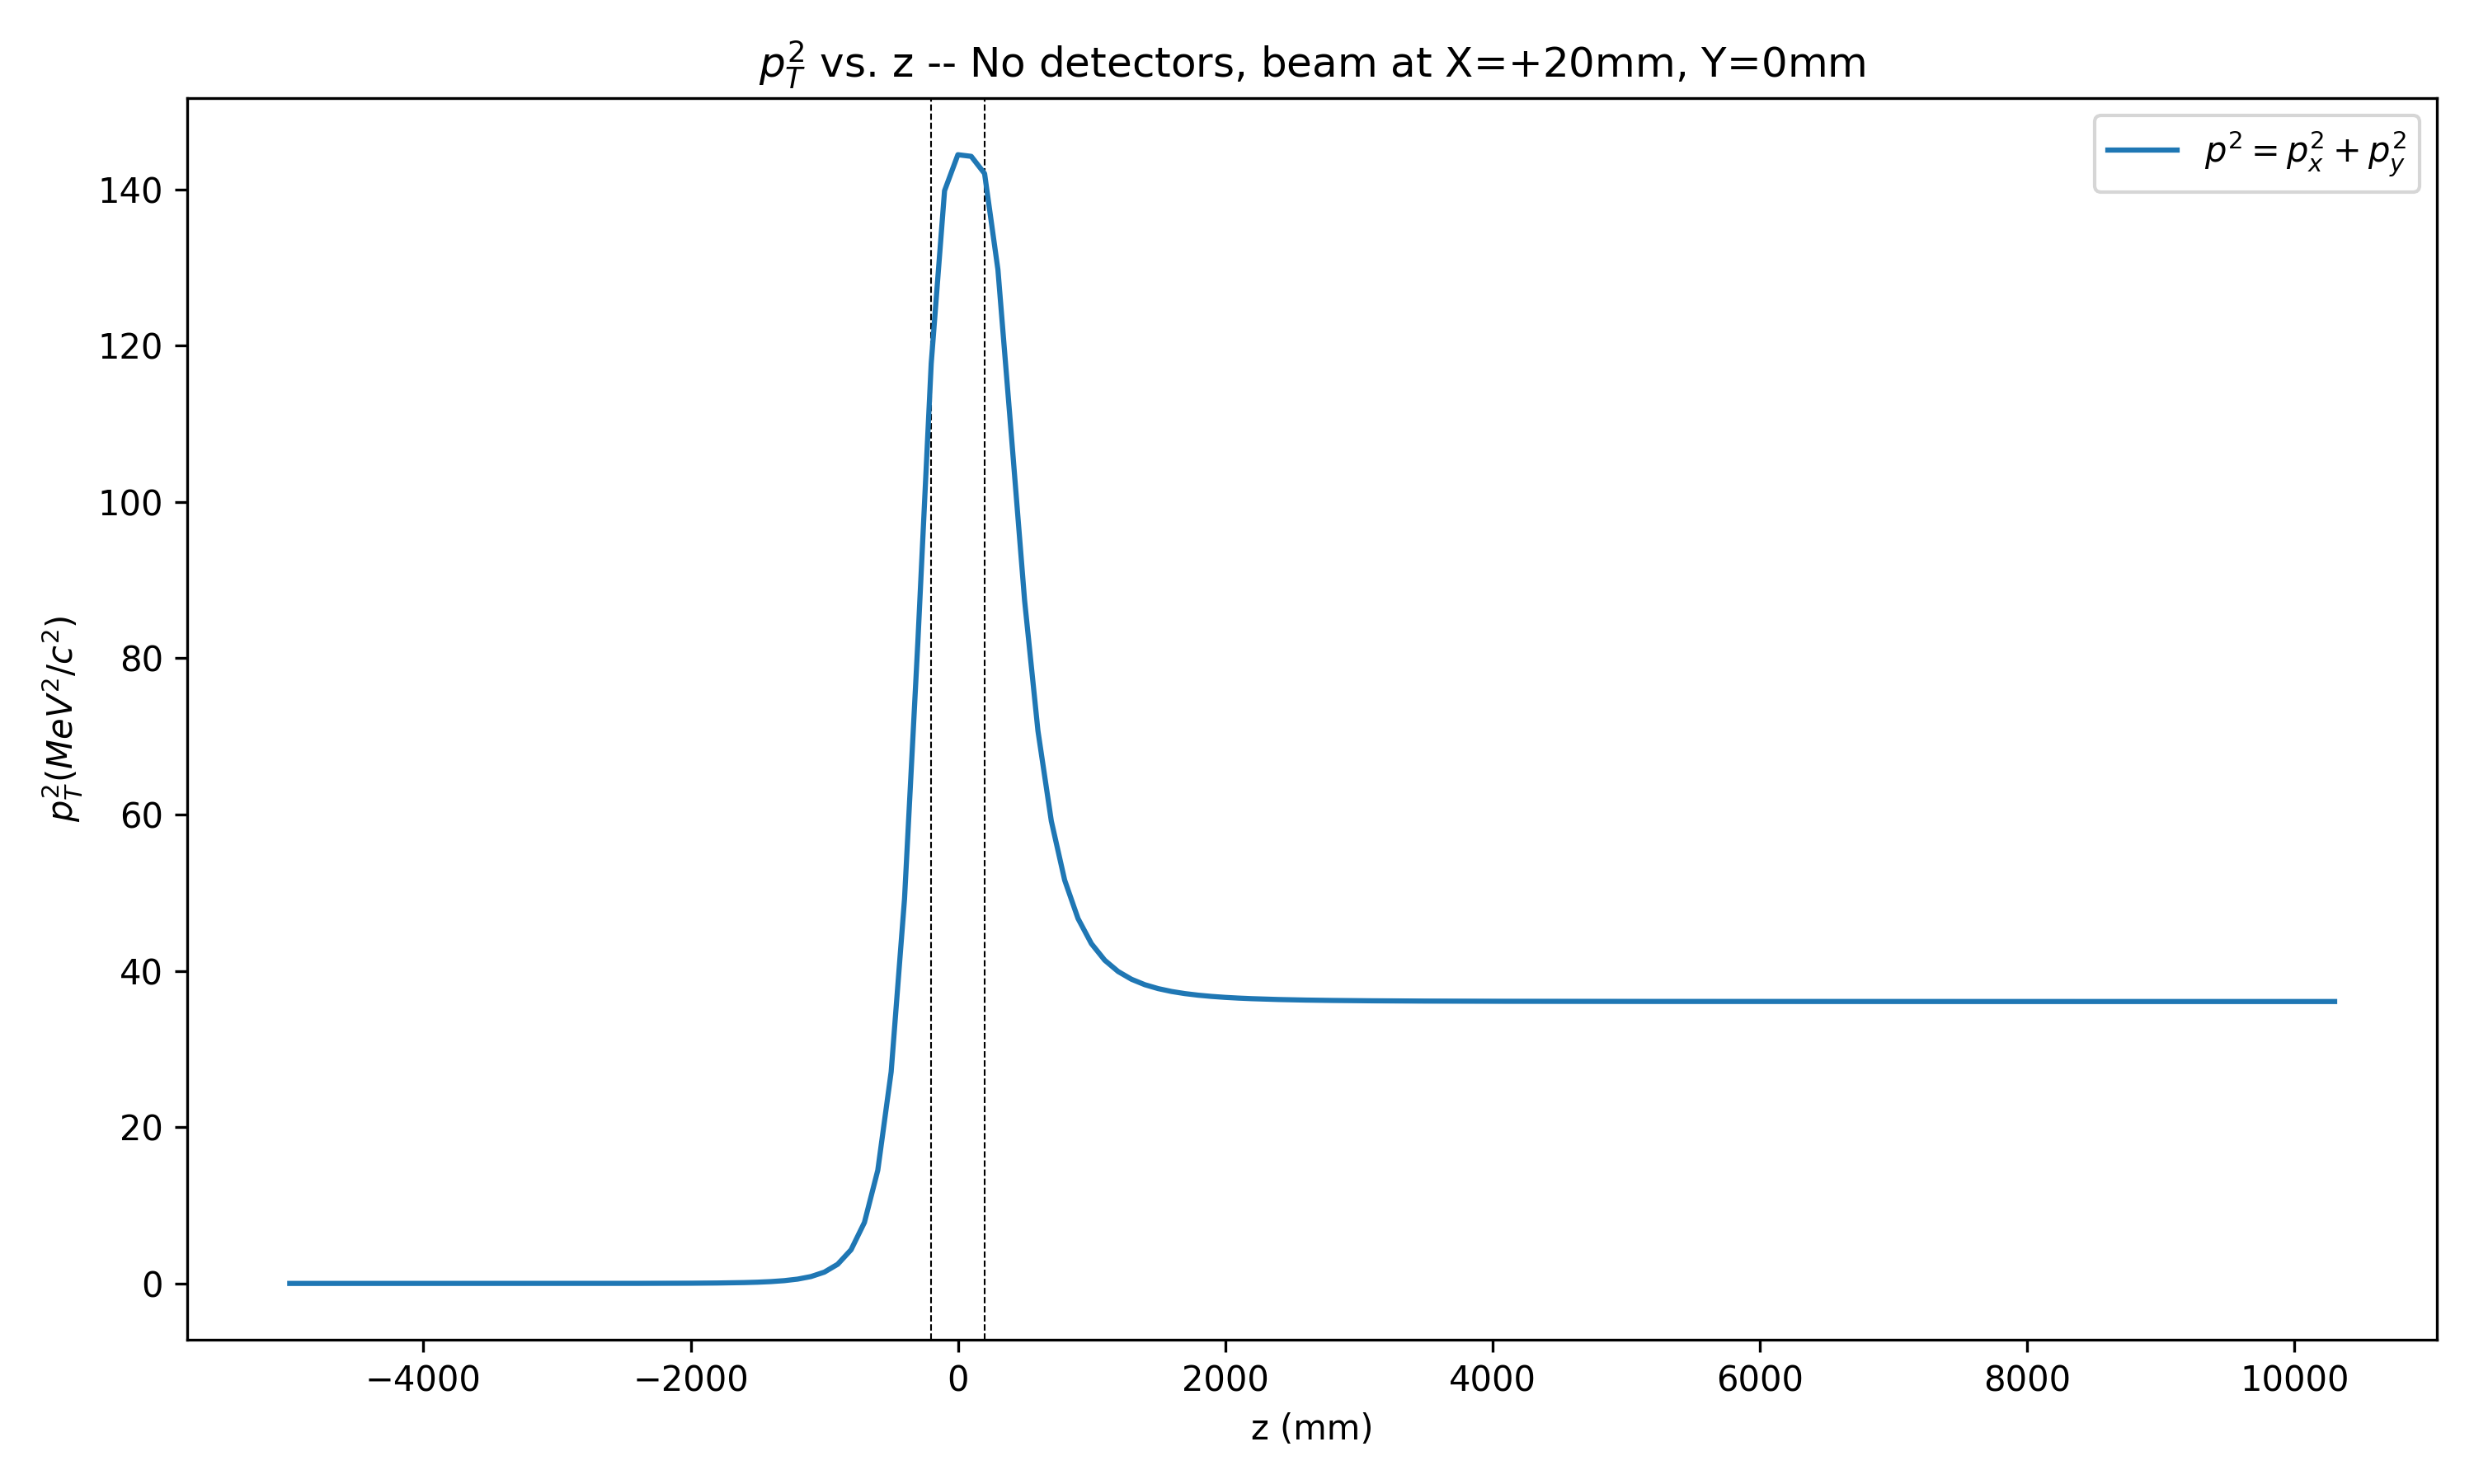 p_T^2 vs. z -- No detectors, beam at X=+20mm, Y=0mm
p^2 = p_x^2 + p_y^2
p_T^2(MeV^2/c^2)
140
120
100
80
60
40
20
0
−4000 −2000 0 2000 4000 6000 8000 10000
z (mm)